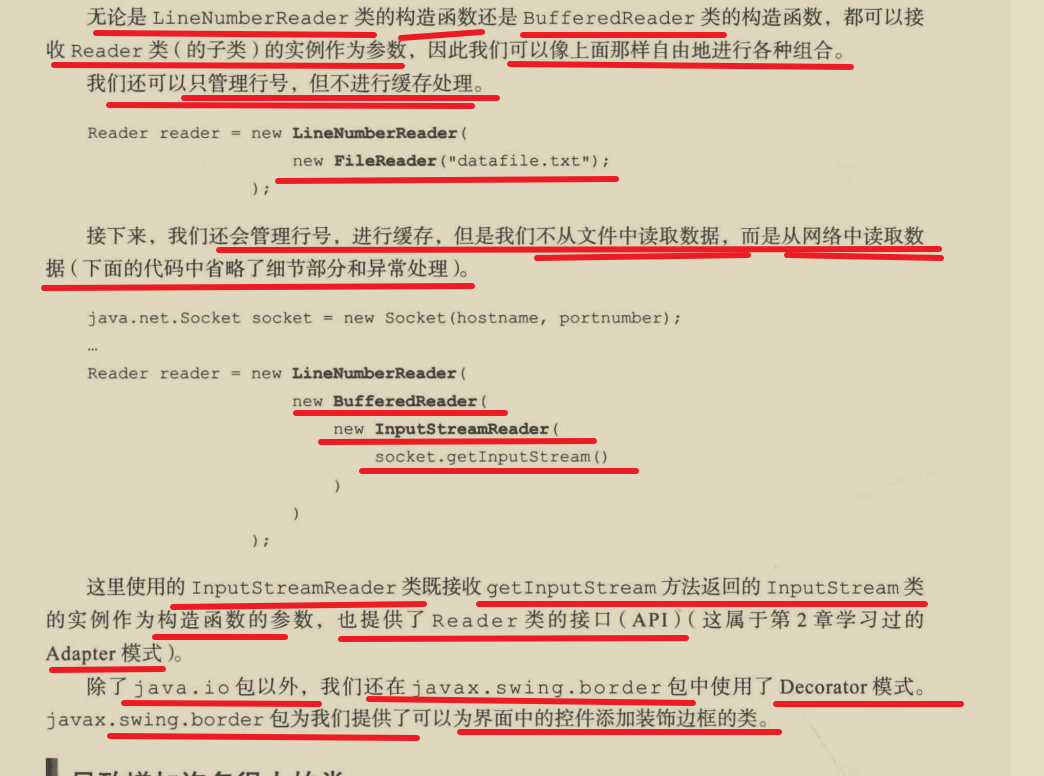 无论是 LineNumberReader 类的构造函数还是 BufferedReader 类的构造函数，都可以接
收 Reader 类（的子类）的实例作为参数，因此我们可以像上面那样自由地进行各种组合。
我们还可以只管理行号，但不进行缓存处理。
Reader reader = new LineNumberReader(
new FileReader("datafile.txt");
);
接下来，我们还会管理行号，进行缓存，但是我们不从文件中读取数据，而是从网络中读取数
据（下面的代码中省略了细节部分和异常处理）。
java.net.Socket socket = new Socket(hostname, portnumber);
…
Reader reader = new LineNumberReader(
new BufferedReader(
new InputStreamReader(
socket.getInputStream()
)
)
);
这里使用的 InputStreamReader 类既接收 getInputStream 方法返回的 InputStream 类
的实例作为构造函数的参数，也提供了 Reader 类的接口（API）（这属于第 2 章学习过的
Adapter 模式）。
除了 java.io 包以外，我们还在 javax.swing.border 包中使用了 Decorator 模式。
javax.swing.border 包为我们提供了可以为界面中的控件添加装饰边框的类。